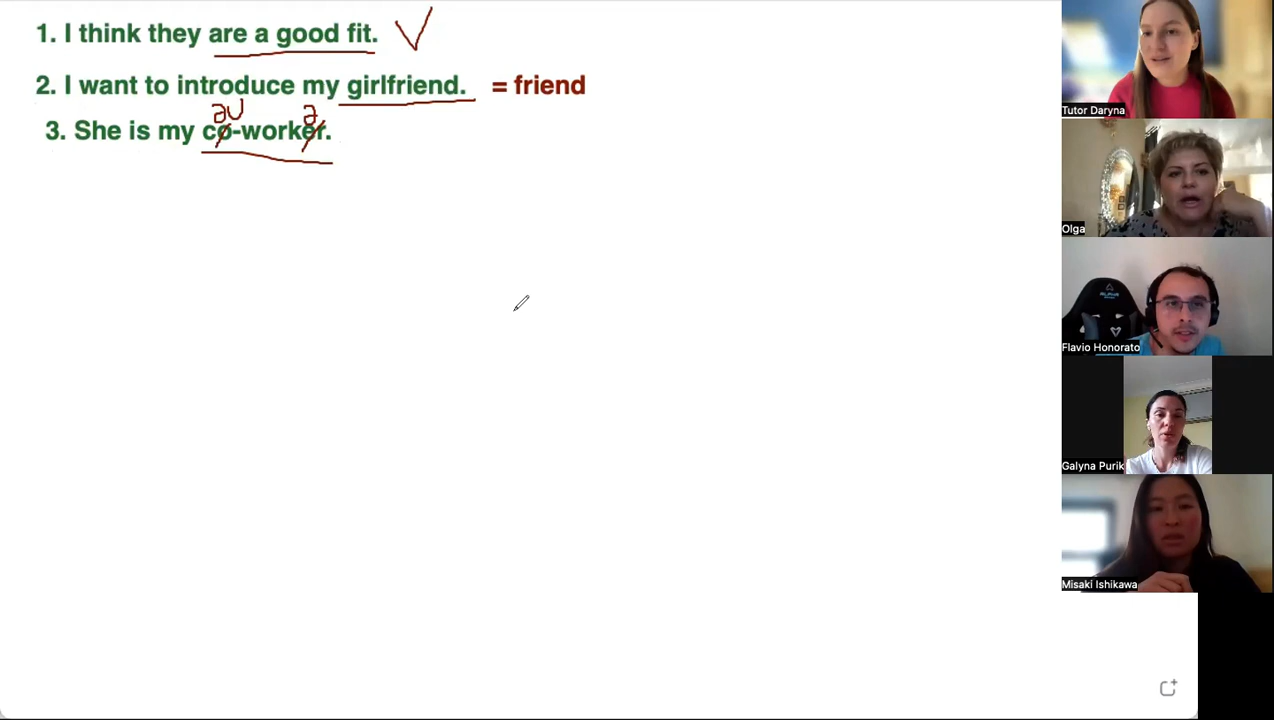 1. I think they are a good fit.
2. I want to introduce my girlfriend. = friend
əʊ ə
3. She is my co-worker.
Tutor Daryna
Olga
Flavio Honorato
Galyna Purik
Misaki Ishikawa